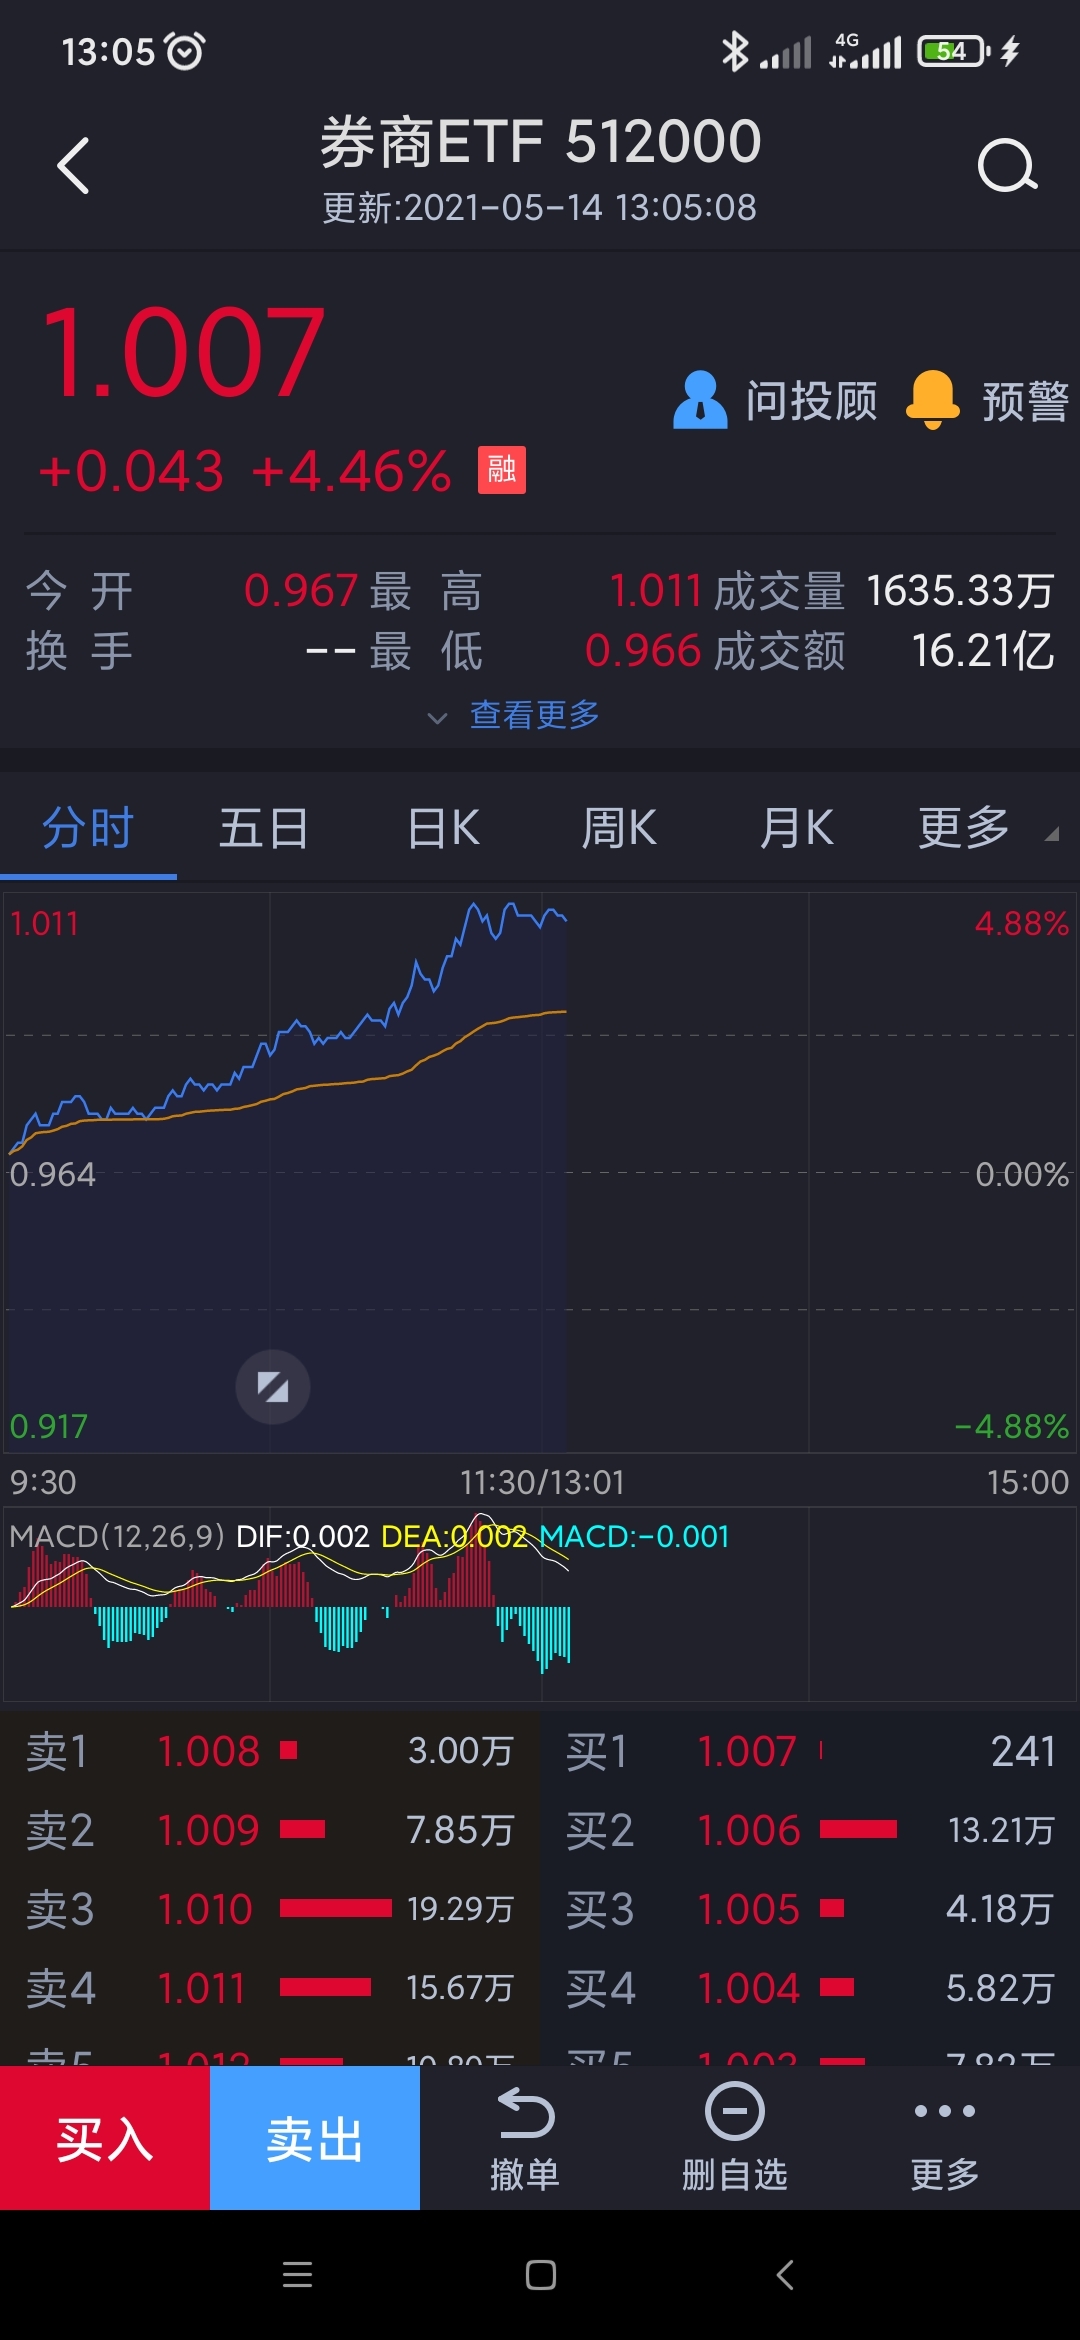 13:05 4G 54
券商ETF 512000
更新:2021-05-14 13:05:08
1.007
问投顾 预警
+0.043 +4.46% 融
今开 0.967 最高 1.011 成交量 1635.33万
换手 -- 最低 0.966 成交额 16.21亿
查看更多
分时 五日 日K 周K 月K 更多
1.011 4.88%
0.964 0.00%
0.917 -4.88%
9:30 11:30/13:01 15:00
MACD(12,26,9) DIF:0.002 DEA:0.002 MACD:-0.001
卖1 1.008 3.00万 买1 1.007 241
卖2 1.009 7.85万 买2 1.006 13.21万
卖3 1.010 19.29万 买3 1.005 4.18万
卖4 1.011 15.67万 买4 1.004 5.82万
卖5 1.012 买5 1.003
买入 卖出 撤单 删自选 更多